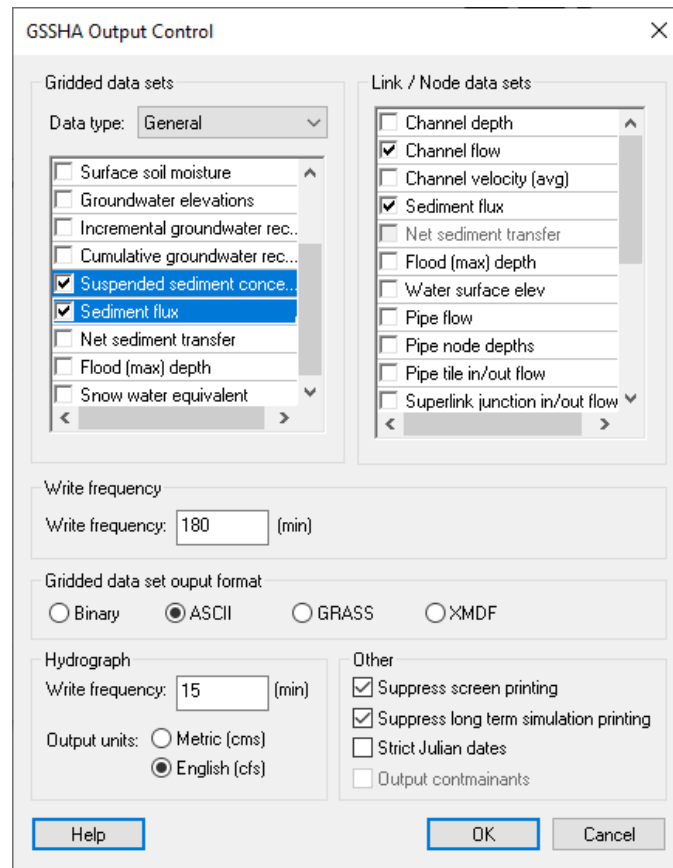 GSSHA Output Control
Gridded data sets
Data type: General
Surface soil moisture
Groundwater elevations
Incremental groundwater rec...
Cumulative groundwater rec...
Suspended sediment conce...
Sediment flux
Net sediment transfer
Flood (max) depth
Snow water equivalent
Link / Node data sets
Channel depth
Channel flow
Channel velocity (avg)
Sediment flux
Net sediment transfer
Flood (max) depth
Water surface elev
Pipe flow
Pipe node depths
Pipe tile in/out flow
Superlink junction in/out flow
Write frequency
Write frequency: 180 (min)
Gridded data set ouput format
Binary ASCII GRASS XMDF
Hydrograph
Write frequency: 15 (min)
Output units: Metric (cms)
English (cfs)
Other
Suppress screen printing
Suppress long term simulation printing
Strict Julian dates
Output contmainants
Help OK Cancel